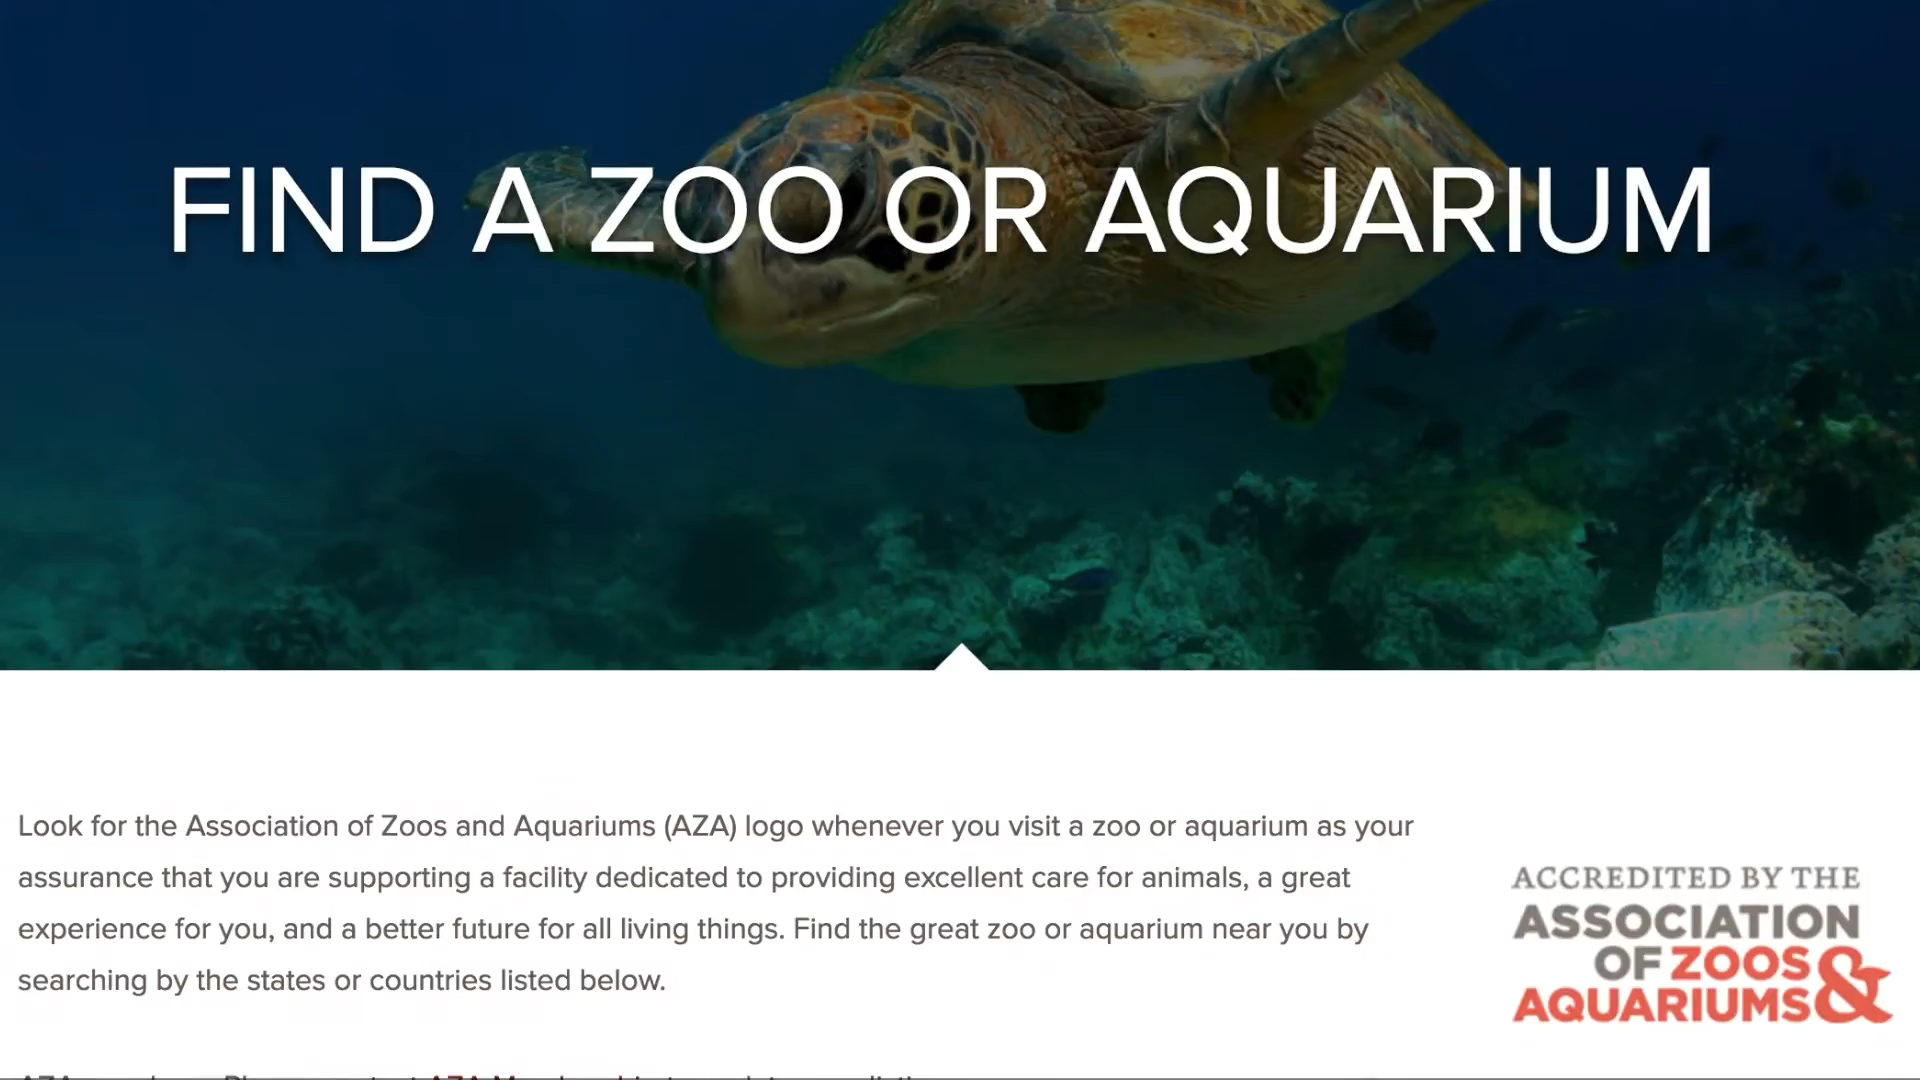 FIND A ZOO OR AQUARIUM
Look for the Association of Zoos and Aquariums (AZA) logo whenever you visit a zoo or aquarium as your
assurance that you are supporting a facility dedicated to providing excellent care for animals, a great
experience for you, and a better future for all living things. Find the great zoo or aquarium near you by
searching by the states or countries listed below.
ACCREDITED BY THE
ASSOCIATION
OF ZOOS &
AQUARIUMS